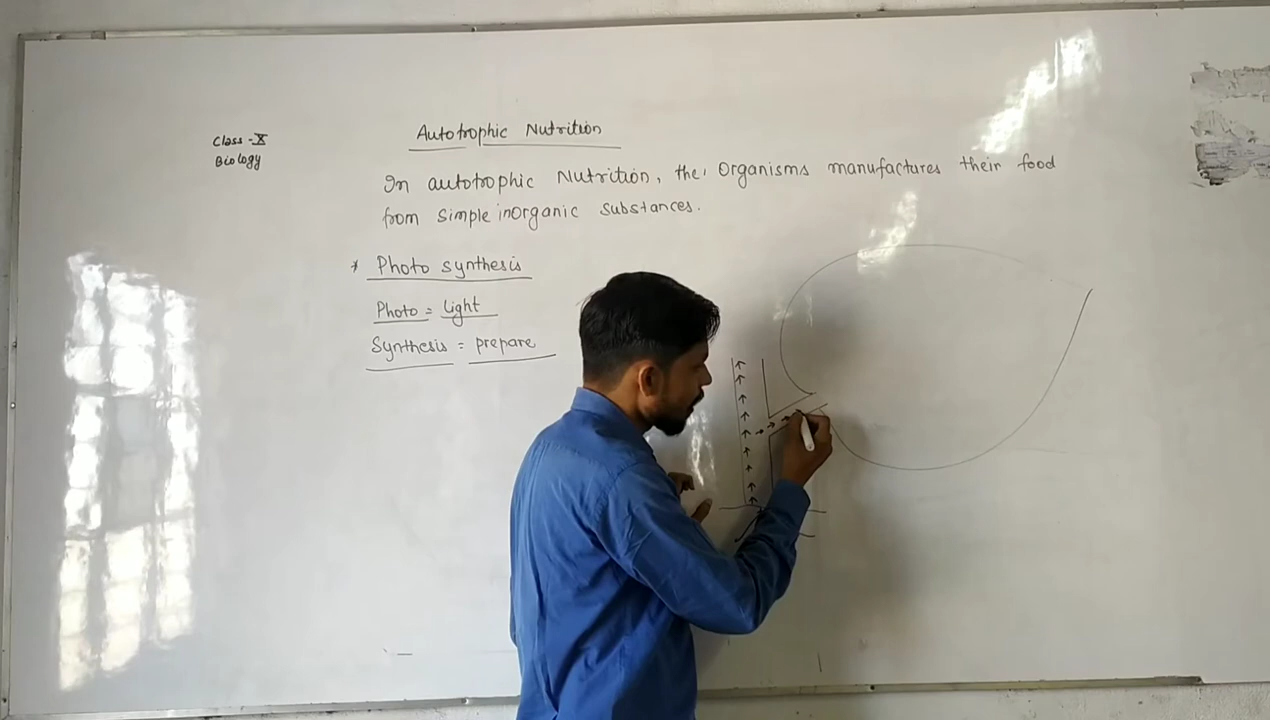 Class - X
Biology
Autotrophic Nutrition
In autotrophic Nutrition, the Organisms manufactures their food
from simple inorganic substances.
* Photo synthesis
Photo = Light
Synthesis = prepare